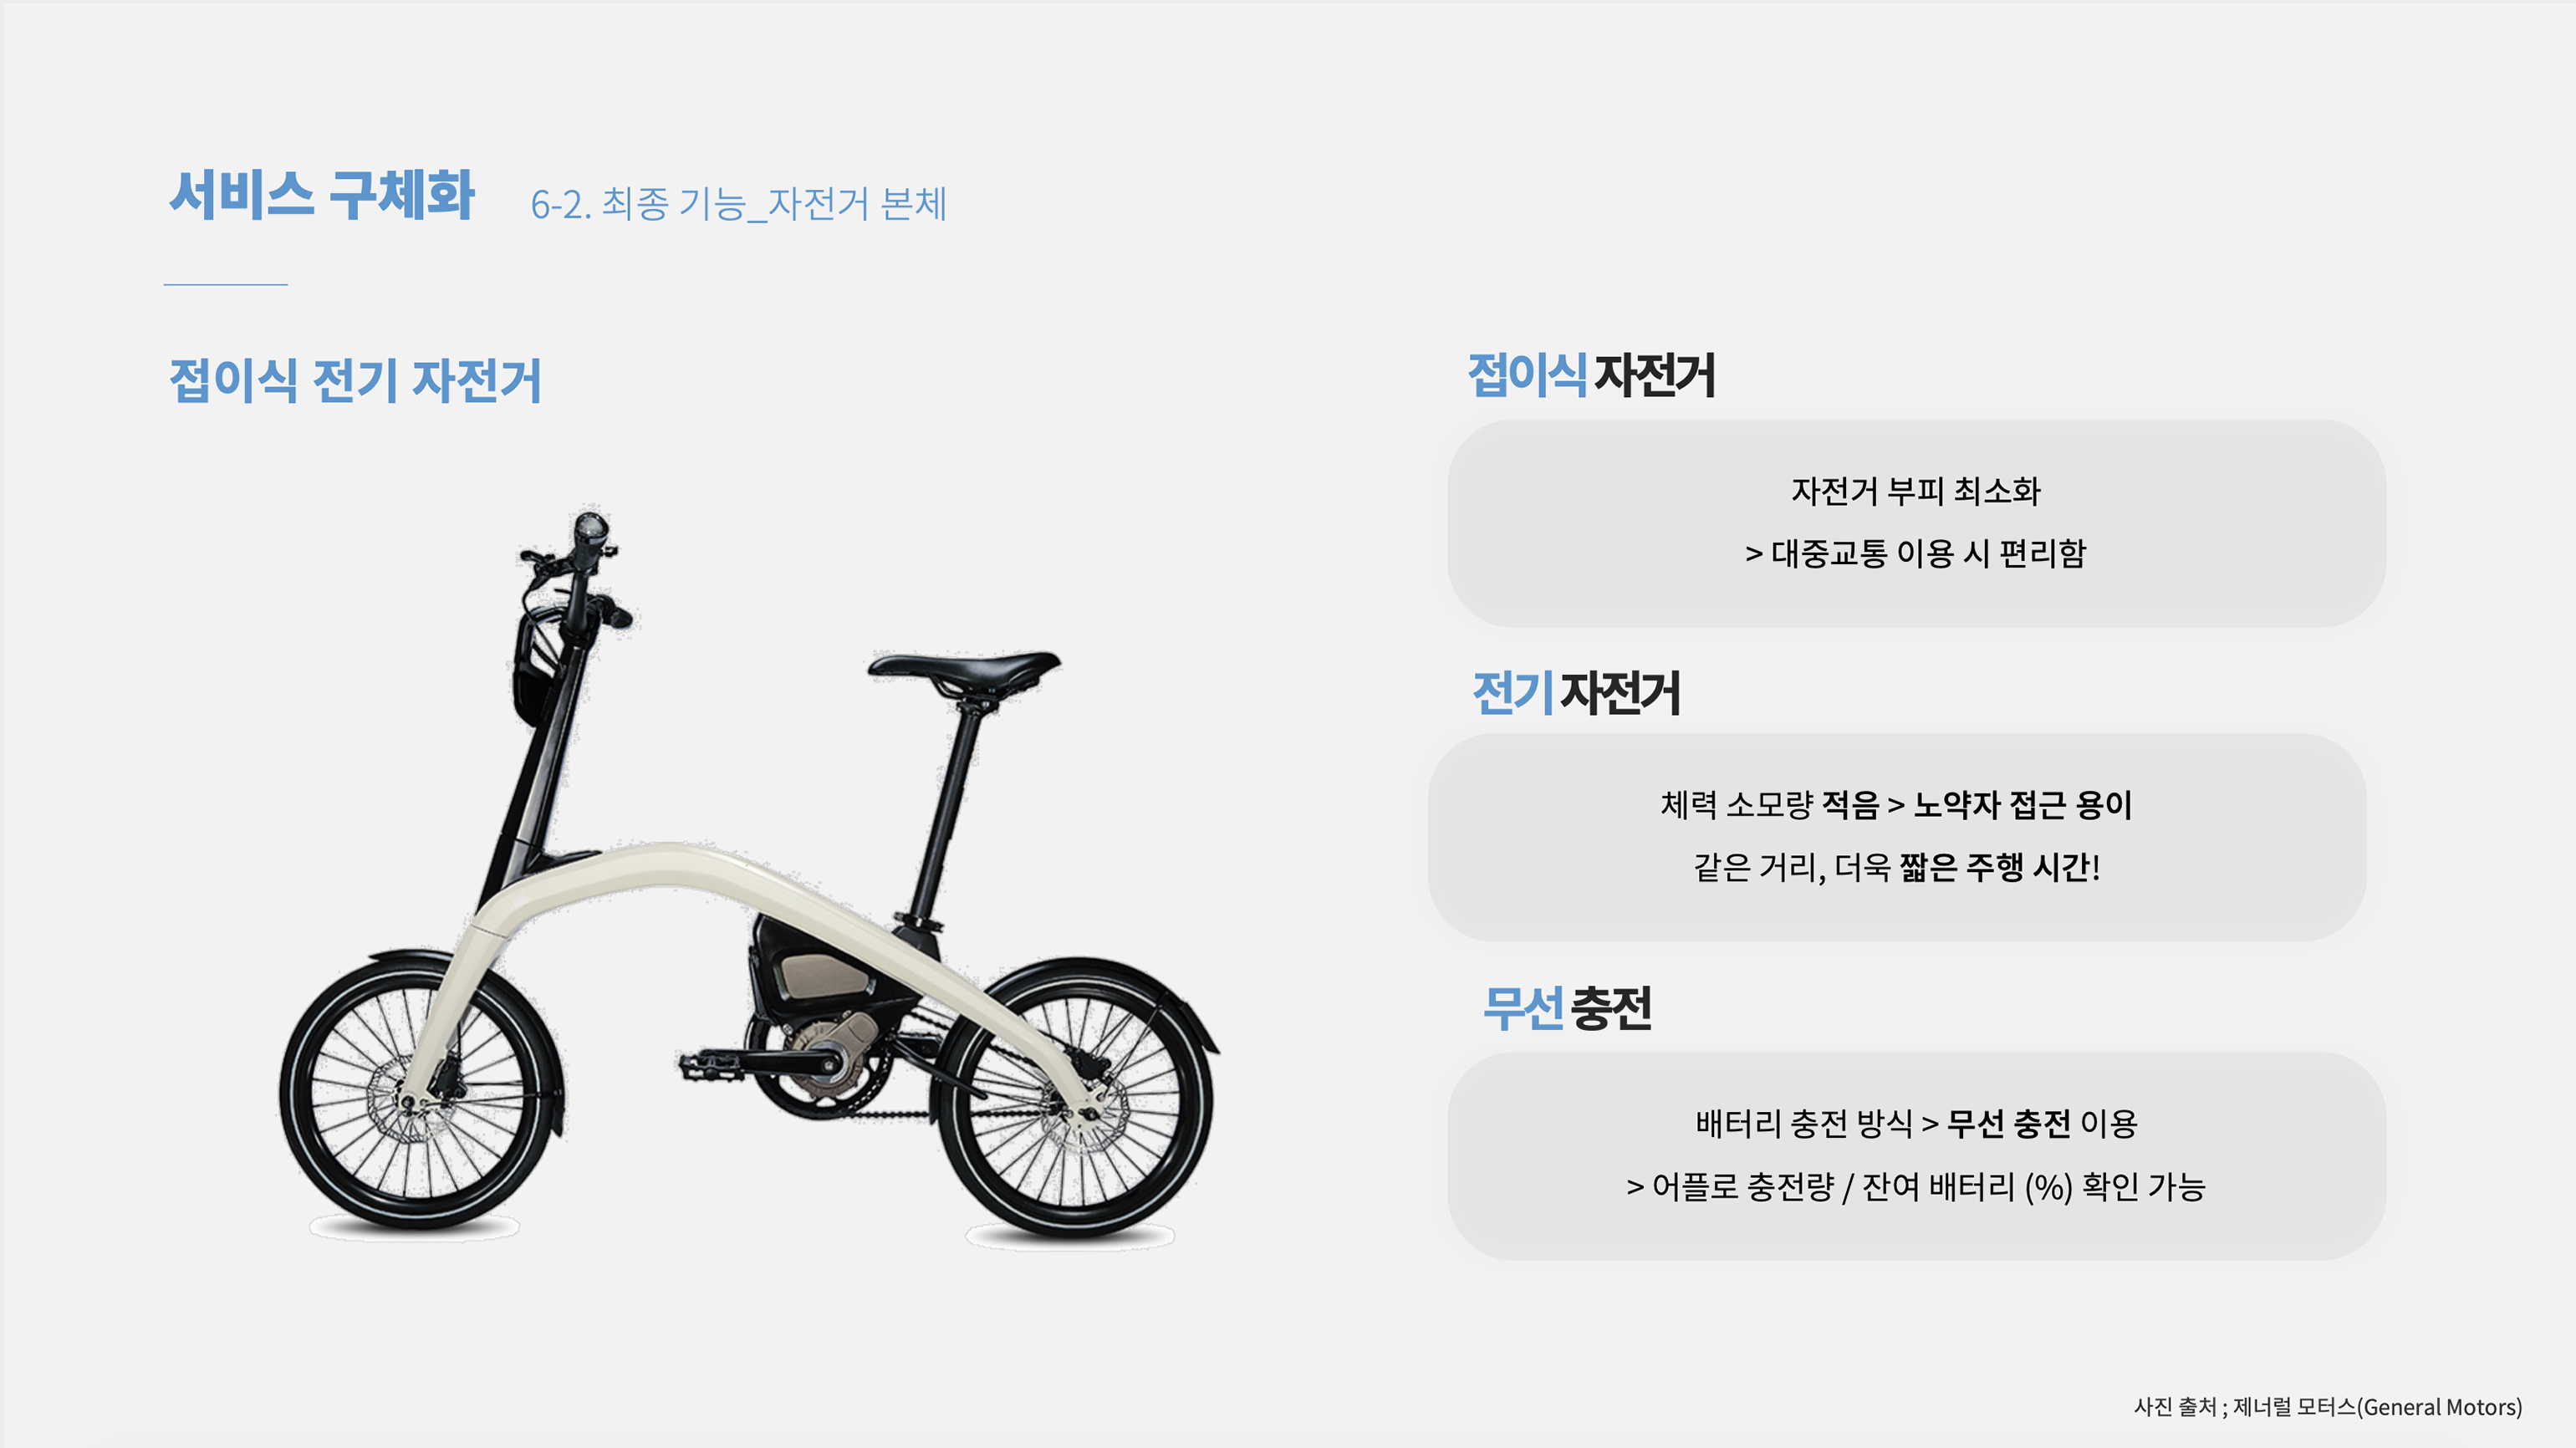 서비스 구체화
6-2. 최종 기능_자전거 본체
접이식 전기 자전거
접이식 자전거
자전거 부피 최소화
> 대중교통 이용 시 편리함
전기 자전거
체력 소모량 적음 > 노약자 접근 용이
같은 거리, 더욱 짧은 주행 시간!
무선 충전
배터리 충전 방식 > 무선 충전 이용
> 어플로 충전량 / 잔여 배터리 (%) 확인 가능
사진 출처 ; 제너럴 모터스(General Motors)